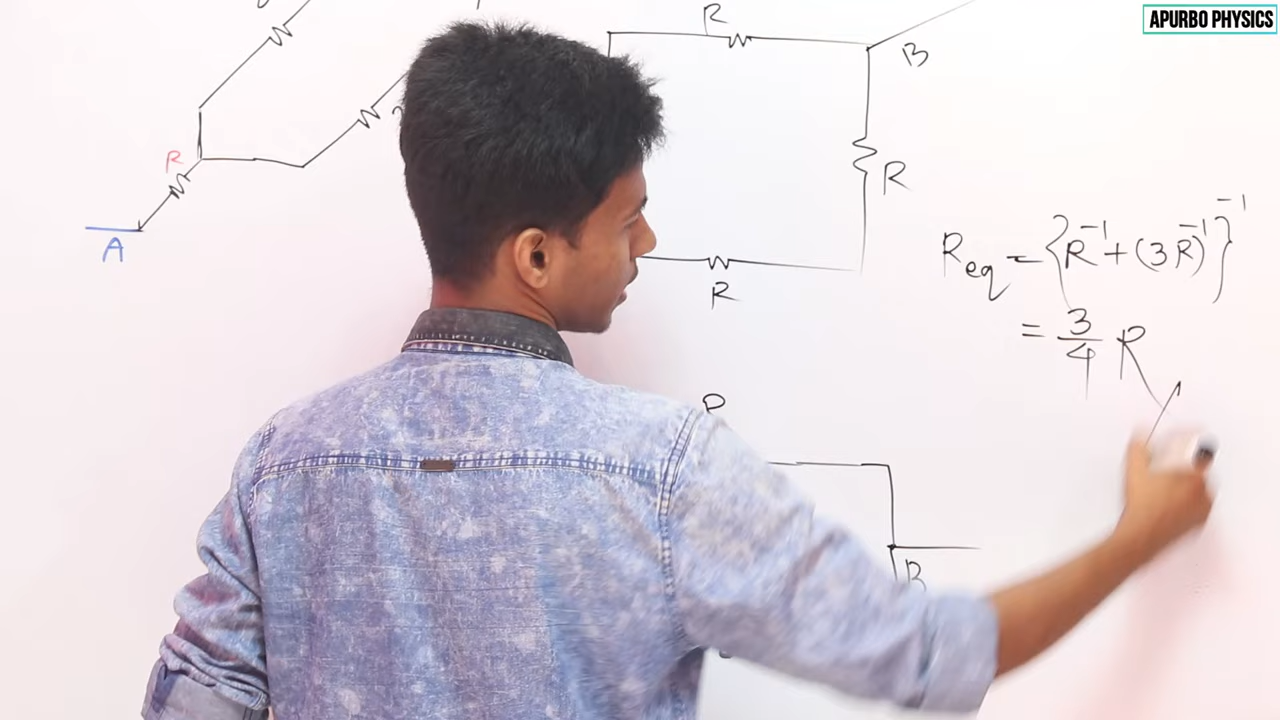 APURBO PHYSICS
R
B
R
R
A
R
R
B
R_eq = {R⁻¹ + (3R)⁻¹}⁻¹
= 3/4 R